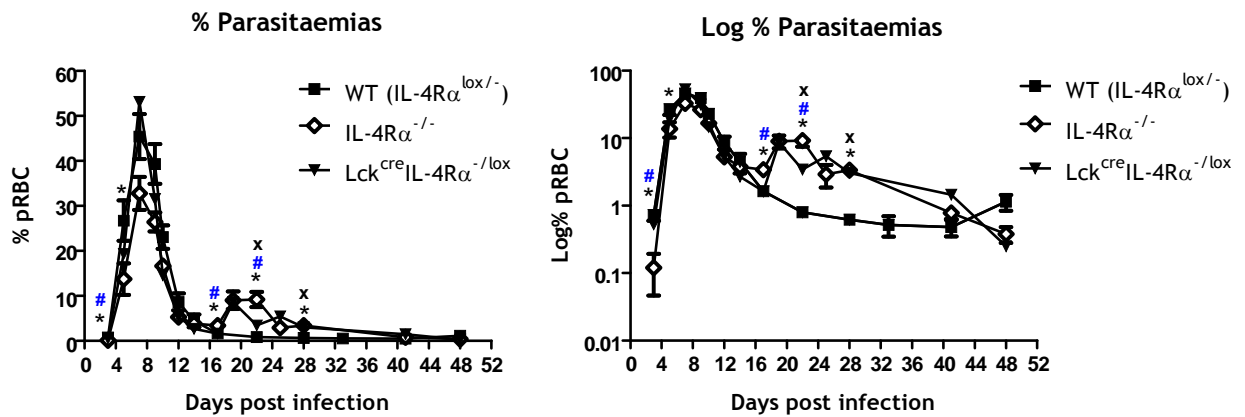 % Parasitaemias
% pRBC
60
50
40
30
20
10
0
0 4 8 12 16 20 24 28 32 36 40 44 48 52
Days post infection
WT (IL-4Rα^lox/-)
IL-4Rα^-/-
Lck^cre IL-4Rα^-/lox
#
*
*
#
*
x
#
*
x
*
Log % Parasitaemias
Log% pRBC
100
10
1
0.1
0.01
0 4 8 12 16 20 24 28 32 36 40 44 48 52
Days post infection
WT (IL-4Rα^lox/-)
IL-4Rα^-/-
Lck^cre IL-4Rα^-/lox
#
*
*
#
*
x
#
*
x
*